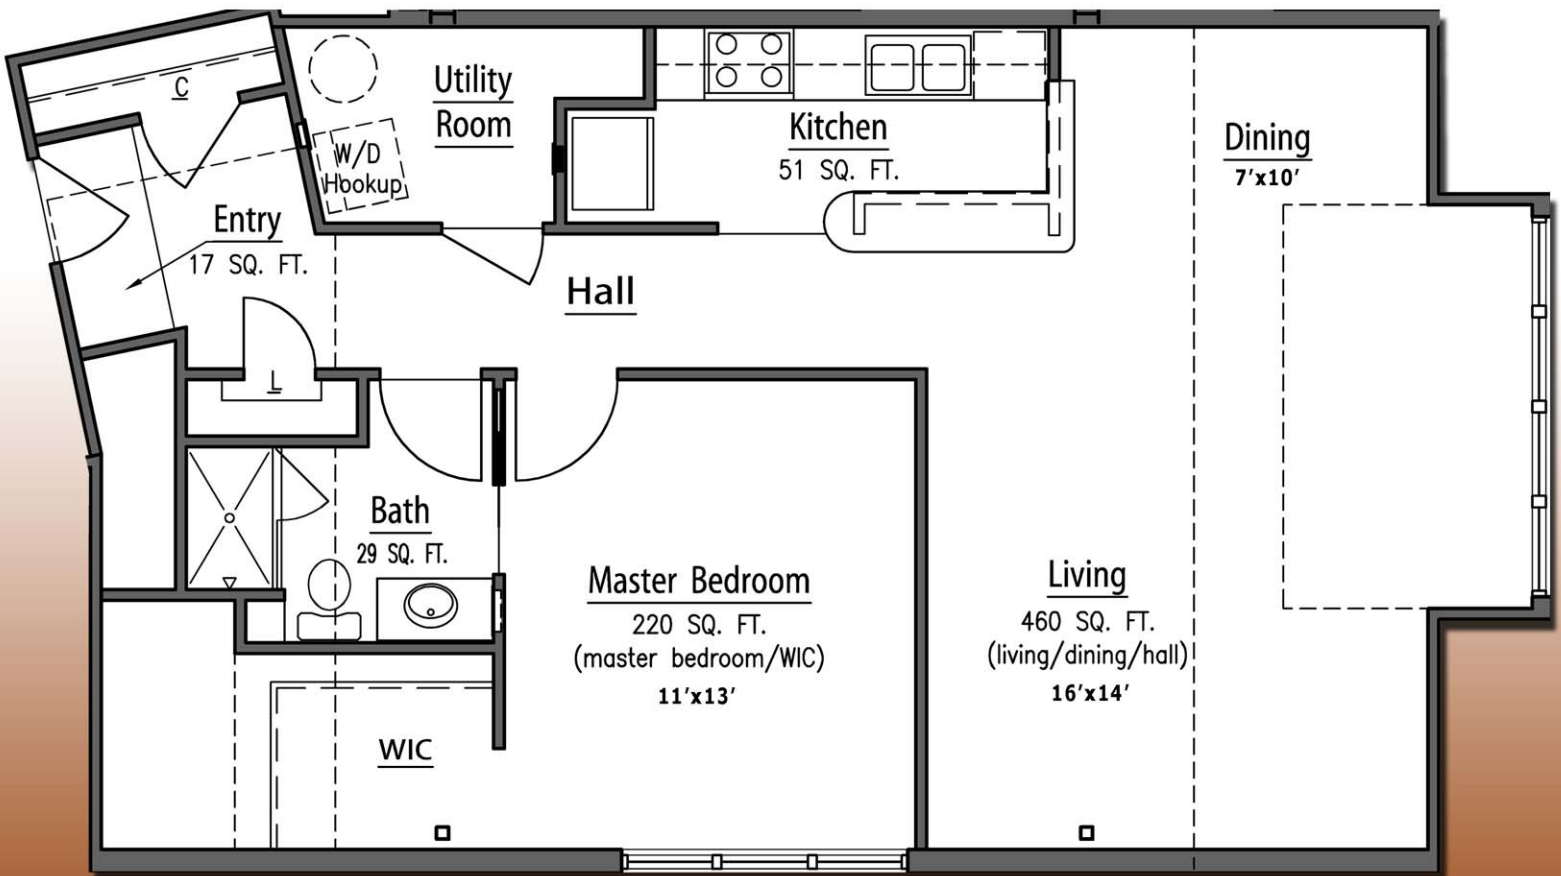 C
Utility
Room
W/D
Hookup
Kitchen
51 SQ. FT.
Dining
7'x10'
Entry
17 SQ. FT.
Hall
L
Bath
29 SQ. FT.
Master Bedroom
220 SQ. FT.
(master bedroom/WIC)
11'x13'
Living
460 SQ. FT.
(living/dining/hall)
16'x14'
WIC